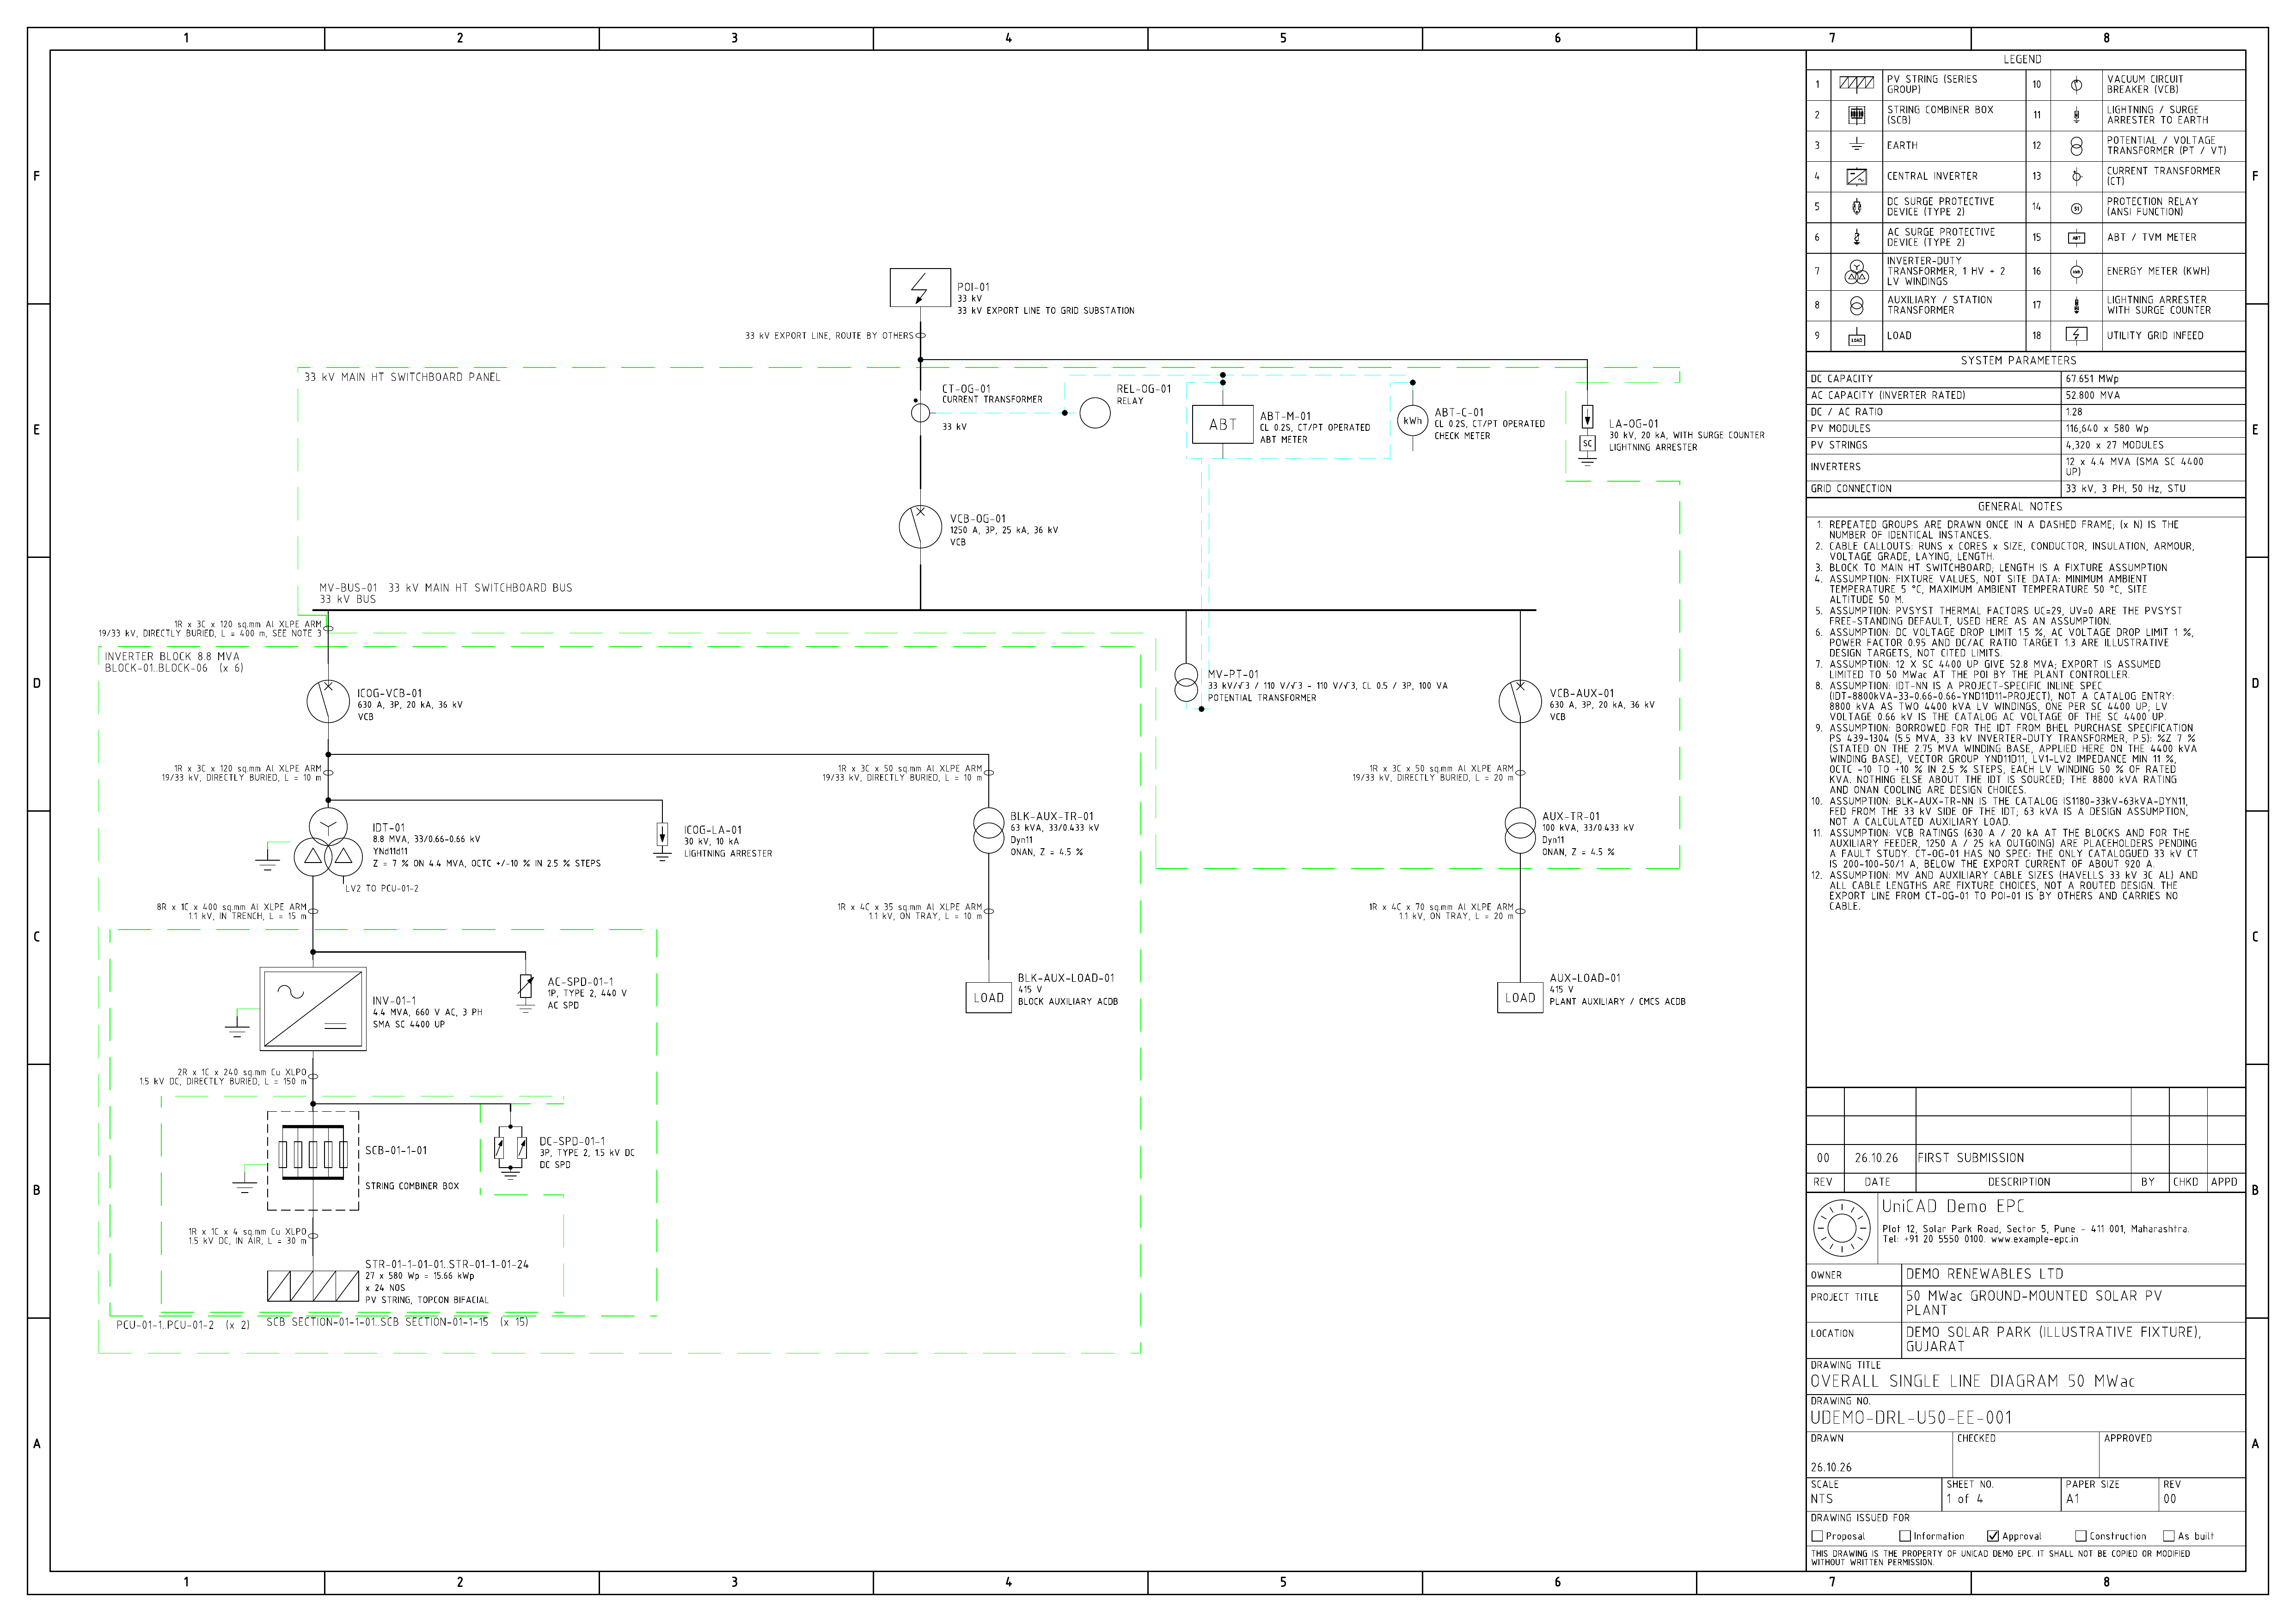 1 2 3 4 5 6 7 8
F
E
D
C
B
A
POI-01
33 kV
33 kV EXPORT LINE TO GRID SUBSTATION
33 kV EXPORT LINE, ROUTE BY OTHERS
33 kV MAIN HT SWITCHBOARD PANEL
CT-OG-01
CURRENT TRANSFORMER
33 kV
REL-OG-01
RELAY
ABT
ABT-M-01
CL 0.2S, CT/PT OPERATED
ABT METER
kWh
ABT-C-01
CL 0.2S, CT/PT OPERATED
CHECK METER
SC
LA-OG-01
30 kV, 20 kA, WITH SURGE COUNTER
LIGHTNING ARRESTER
VCB-OG-01
1250 A, 3P, 25 kA, 36 kV
VCB
MV-BUS-01 33 kV MAIN HT SWITCHBOARD BUS
33 kV BUS
1R x 3C x 120 sq.mm Al XLPE ARM
19/33 kV, DIRECTLY BURIED, L = 400 m, SEE NOTE 3
INVERTER BLOCK 8.8 MVA
BLOCK-01..BLOCK-06 (x 6)
ICOG-VCB-01
630 A, 3P, 20 kA, 36 kV
VCB
MV-PT-01
33 kV/√3 / 110 V/√3 - 110 V/√3, CL 0.5 / 3P, 100 VA
POTENTIAL TRANSFORMER
VCB-AUX-01
630 A, 3P, 20 kA, 36 kV
VCB
1R x 3C x 120 sq.mm Al XLPE ARM
19/33 kV, DIRECTLY BURIED, L = 10 m
1R x 3C x 50 sq.mm Al XLPE ARM
19/33 kV, DIRECTLY BURIED, L = 10 m
1R x 3C x 50 sq.mm Al XLPE ARM
19/33 kV, DIRECTLY BURIED, L = 20 m
IDT-01
8.8 MVA, 33/0.66-0.66 kV
YNd11d11
Z = 7 % ON 4.4 MVA, OCTC +/-10 % IN 2.5 % STEPS
LV2 TO PCU-01-2
ICOG-LA-01
30 kV, 10 kA
LIGHTNING ARRESTER
BLK-AUX-TR-01
63 kVA, 33/0.433 kV
Dyn11
ONAN, Z = 4.5 %
AUX-TR-01
100 kVA, 33/0.433 kV
Dyn11
ONAN, Z = 4.5 %
8R x 1C x 400 sq.mm Al XLPE ARM
1.1 kV, IN TRENCH, L = 15 m
1R x 4C x 35 sq.mm Al XLPE ARM
1.1 kV, ON TRAY, L = 10 m
1R x 4C x 70 sq.mm Al XLPE ARM
1.1 kV, ON TRAY, L = 20 m
INV-01-1
4.4 MVA, 660 V AC, 3 PH
SMA SC 4400 UP
AC-SPD-01-1
1P, TYPE 2, 440 V
AC SPD
LOAD
BLK-AUX-LOAD-01
415 V
BLOCK AUXILIARY ACDB
LOAD
AUX-LOAD-01
415 V
PLANT AUXILIARY / CMCS ACDB
2R x 1C x 240 sq.mm Cu XLPO
1.5 kV DC, DIRECTLY BURIED, L = 150 m
SCB-01-1-01
STRING COMBINER BOX
DC-SPD-01-1
3P, TYPE 2, 1.5 kV DC
DC SPD
1R x 1C x 4 sq.mm Cu XLPO
1.5 kV DC, IN AIR, L = 30 m
STR-01-1-01-01..STR-01-1-01-24
27 x 580 Wp = 15.66 kWp
x 24 NOS
PV STRING, TOPCON BIFACIAL
PCU-01-1..PCU-01-2 (x 2)
SCB SECTION-01-1-01..SCB SECTION-01-1-15 (x 15)
LEGEND
1 PV STRING (SERIES GROUP)
2 STRING COMBINER BOX (SCB)
3 EARTH
4 CENTRAL INVERTER
5 DC SURGE PROTECTIVE DEVICE (TYPE 2)
6 AC SURGE PROTECTIVE DEVICE (TYPE 2)
7 INVERTER-DUTY TRANSFORMER, 1 HV + 2 LV WINDINGS
8 AUXILIARY / STATION TRANSFORMER
9 LOAD LOAD
10 VACUUM CIRCUIT BREAKER (VCB)
11 LIGHTNING / SURGE ARRESTER TO EARTH
12 POTENTIAL / VOLTAGE TRANSFORMER (PT / VT)
13 CURRENT TRANSFORMER (CT)
14 51 PROTECTION RELAY (ANSI FUNCTION)
15 ABT ABT / TVM METER
16 kWh ENERGY METER (KWH)
17 LIGHTNING ARRESTER WITH SURGE COUNTER
18 UTILITY GRID INFEED
SYSTEM PARAMETERS
DC CAPACITY 67.651 MWp
AC CAPACITY (INVERTER RATED) 52.800 MVA
DC / AC RATIO 1.28
PV MODULES 116,640 x 580 Wp
PV STRINGS 4,320 x 27 MODULES
INVERTERS 12 x 4.4 MVA (SMA SC 4400 UP)
GRID CONNECTION 33 kV, 3 PH, 50 Hz, STU
GENERAL NOTES
1. REPEATED GROUPS ARE DRAWN ONCE IN A DASHED FRAME; (x N) IS THE
NUMBER OF IDENTICAL INSTANCES.
2. CABLE CALLOUTS: RUNS x CORES x SIZE, CONDUCTOR, INSULATION, ARMOUR,
VOLTAGE GRADE, LAYING, LENGTH.
3. BLOCK TO MAIN HT SWITCHBOARD; LENGTH IS A FIXTURE ASSUMPTION
4. ASSUMPTION: FIXTURE VALUES, NOT SITE DATA: MINIMUM AMBIENT
TEMPERATURE 5 °C, MAXIMUM AMBIENT TEMPERATURE 50 °C, SITE
ALTITUDE 50 M.
5. ASSUMPTION: PVSYST THERMAL FACTORS UC=29, UV=0 ARE THE PVSYST
FREE-STANDING DEFAULT, USED HERE AS AN ASSUMPTION.
6. ASSUMPTION: DC VOLTAGE DROP LIMIT 1.5 %, AC VOLTAGE DROP LIMIT 1 %,
POWER FACTOR 0.95 AND DC/AC RATIO TARGET 1.3 ARE ILLUSTRATIVE
DESIGN TARGETS, NOT CITED LIMITS.
7. ASSUMPTION: 12 X SC 4400 UP GIVE 52.8 MVA; EXPORT IS ASSUMED
LIMITED TO 50 MWac AT THE POI BY THE PLANT CONTROLLER.
8. ASSUMPTION: IDT-NN IS A PROJECT-SPECIFIC INLINE SPEC
(IDT-8800kVA-33-0.66-0.66-YND11D11-PROJECT), NOT A CATALOG ENTRY:
8800 kVA AS TWO 4400 kVA LV WINDINGS, ONE PER SC 4400 UP; LV
VOLTAGE 0.66 kV IS THE CATALOG AC VOLTAGE OF THE SC 4400 UP.
9. ASSUMPTION: BORROWED FOR THE IDT FROM BHEL PURCHASE SPECIFICATION
PS 439-1304 (5.5 MVA, 33 kV INVERTER-DUTY TRANSFORMER, P.5): %Z 7 %
(STATED ON THE 2.75 MVA WINDING BASE, APPLIED HERE ON THE 4400 kVA
WINDING BASE), VECTOR GROUP YND11D11, LV1-LV2 IMPEDANCE MIN 11 %,
OCTC -10 TO +10 % IN 2.5 % STEPS, EACH LV WINDING 50 % OF RATED
KVA. NOTHING ELSE ABOUT THE IDT IS SOURCED; THE 8800 kVA RATING
AND ONAN COOLING ARE DESIGN CHOICES.
10. ASSUMPTION: BLK-AUX-TR-NN IS THE CATALOG IS1180-33kV-63kVA-DYN11,
FED FROM THE 33 kV SIDE OF THE IDT; 63 kVA IS A DESIGN ASSUMPTION,
NOT A CALCULATED AUXILIARY LOAD.
11. ASSUMPTION: VCB RATINGS (630 A / 20 kA AT THE BLOCKS AND FOR THE
AUXILIARY FEEDER, 1250 A / 25 kA OUTGOING) ARE PLACEHOLDERS PENDING
A FAULT STUDY. CT-OG-01 HAS NO SPEC: THE ONLY CATALOGUED 33 kV CT
IS 200-100-50/1 A, BELOW THE EXPORT CURRENT OF ABOUT 920 A.
12. ASSUMPTION: MV AND AUXILIARY CABLE SIZES (HAVELLS 33 kV 3C AL) AND
ALL CABLE LENGTHS ARE FIXTURE CHOICES, NOT A ROUTED DESIGN. THE
EXPORT LINE FROM CT-OG-01 TO POI-01 IS BY OTHERS AND CARRIES NO
CABLE.
00 26.10.26 FIRST SUBMISSION
REV DATE DESCRIPTION BY CHKD APPD
UniCAD Demo EPC
Plot 12, Solar Park Road, Sector 5, Pune - 411 001, Maharashtra.
Tel: +91 20 5550 0100. www.example-epc.in
OWNER DEMO RENEWABLES LTD
PROJECT TITLE 50 MWac GROUND-MOUNTED SOLAR PV
PLANT
LOCATION DEMO SOLAR PARK (ILLUSTRATIVE FIXTURE),
GUJARAT
DRAWING TITLE
OVERALL SINGLE LINE DIAGRAM 50 MWac
DRAWING NO.
UDEMO-DRL-U50-EE-001
DRAWN CHECKED APPROVED
26.10.26
SCALE SHEET NO. PAPER SIZE REV
NTS 1 of 4 A1 00
DRAWING ISSUED FOR
Proposal Information Approval Construction As built
THIS DRAWING IS THE PROPERTY OF UNICAD DEMO EPC. IT SHALL NOT BE COPIED OR MODIFIED
WITHOUT WRITTEN PERMISSION.
F
E
D
C
B
A
1 2 3 4 5 6 7 8